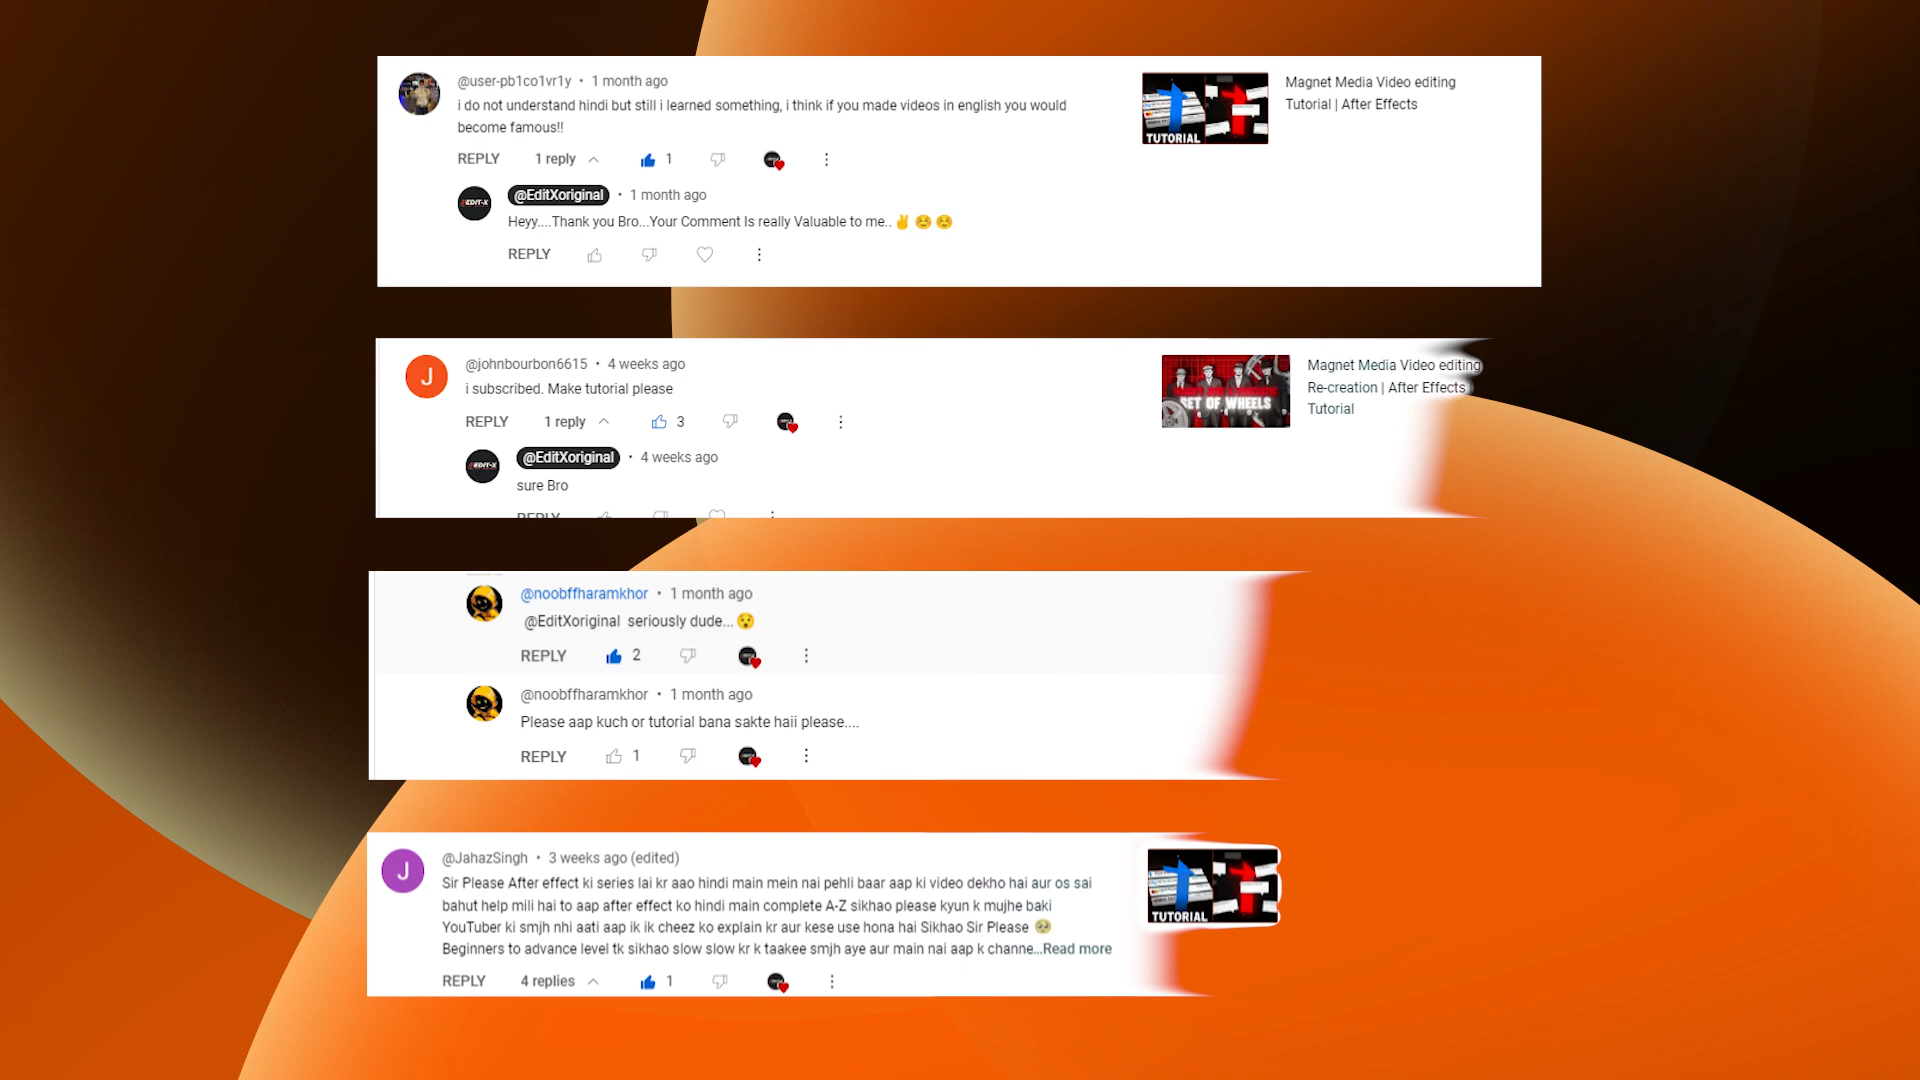 @user-pb1co1vr1y • 1 month ago
i do not understand hindi but still i learned something, i think if you made videos in english you would
become famous!!
REPLY 1 reply 1
Magnet Media Video editing
Tutorial | After Effects
TUTORIAL
EDIT-X
@EditXoriginal • 1 month ago
Heyy....Thank you Bro...Your Comment Is really Valuable to me.. ✌️ ☺️ ☺️
REPLY
J
@johnbourbon6615 • 4 weeks ago
i subscribed. Make tutorial please
REPLY 1 reply 3
SET OF WHEELS
Magnet Media Video editing
Re-creation | After Effects
Tutorial
EDIT-X
@EditXoriginal • 4 weeks ago
sure Bro
REPLY
@noobffharamkhor • 1 month ago
@EditXoriginal seriously dude... 😯
REPLY 2
@noobffharamkhor • 1 month ago
Please aap kuch or tutorial bana sakte haii please....
REPLY 1
J
@JahazSingh • 3 weeks ago (edited)
Sir Please After effect ki series lai kr aao hindi main mein nai pehli baar aap ki video dekho hai aur os sai
bahut help mili hai to aap after effect ko hindi main complete A-Z sikhao please kyun k mujhe baki
YouTuber ki smjh nhi aati aap ik ik cheez ko explain kr aur kese use hona hai Sikhao Sir Please 🥺
Beginners to advance level tk sikhao slow slow kr k taakee smjh aye aur main nai aap k channe...Read more
REPLY 4 replies 1
TUTORIAL